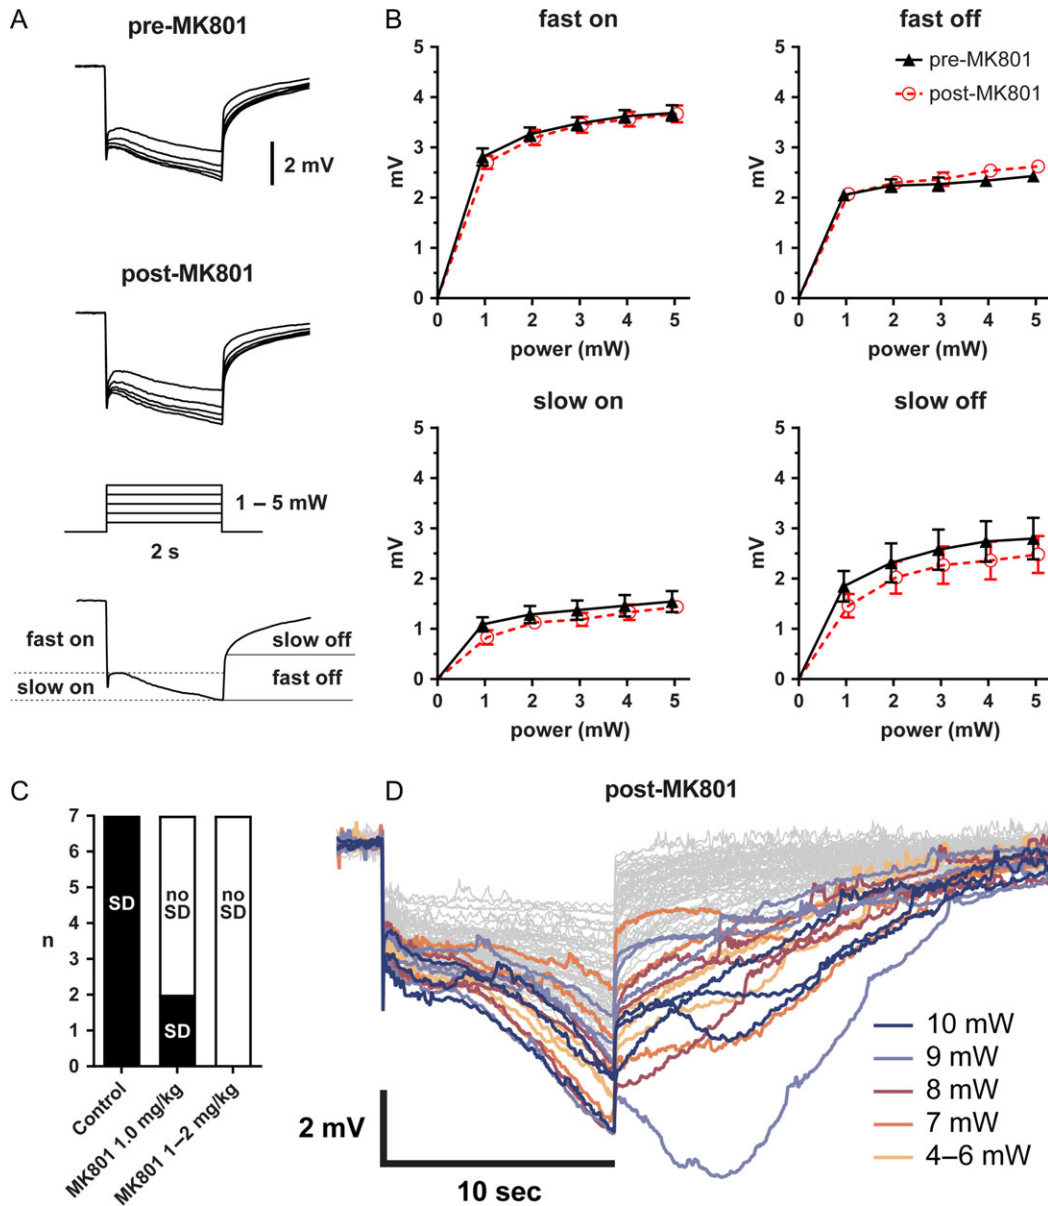 A
pre-MK801
2 mV
post-MK801
1 – 5 mW
2 s
fast on
slow off
slow on
fast off
B
fast on
5
4
3
2
1
0
mV
0 1 2 3 4 5
power (mW)
fast off
pre-MK801
post-MK801
5
4
3
2
1
0
mV
0 1 2 3 4 5
power (mW)
slow on
5
4
3
2
1
0
mV
0 1 2 3 4 5
power (mW)
slow off
5
4
3
2
1
0
mV
0 1 2 3 4 5
power (mW)
C
7
6
5
4
3
2
1
0
n
SD
no
SD
SD
no
SD
Control
MK801 1.0 mg/kg
MK801 1–2 mg/kg
D
post-MK801
2 mV
10 sec
10 mW
9 mW
8 mW
7 mW
4–6 mW